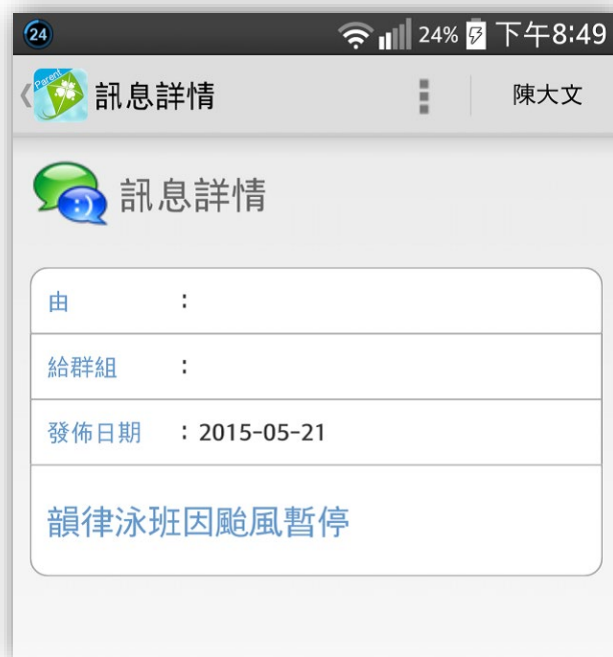 24 24% 下午8:49
Parent 訊息詳情 陳大文
訊息詳情
由 :
給群組 :
發佈日期 : 2015-05-21
韻律泳班因颱風暫停